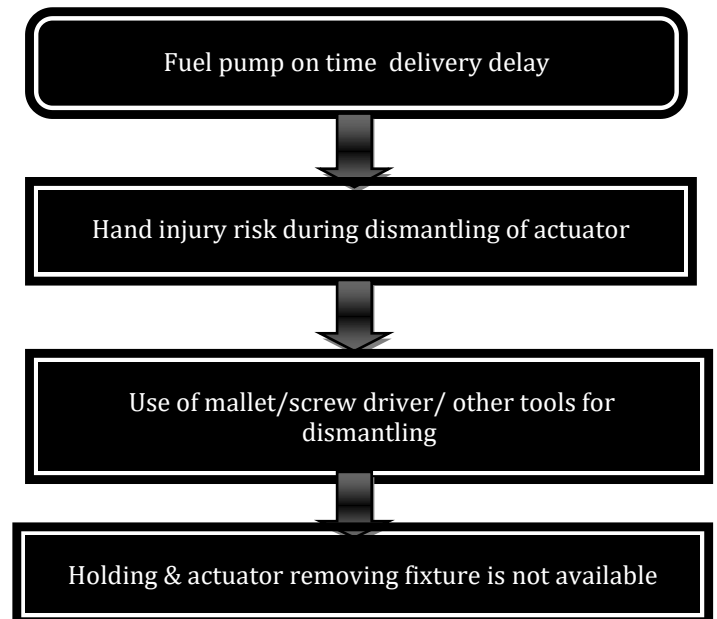 Fuel pump on time  delivery delay
Hand injury risk during dismantling of actuator
Use of mallet/screw driver/ other tools for
dismantling
Holding & actuator removing fixture is not available